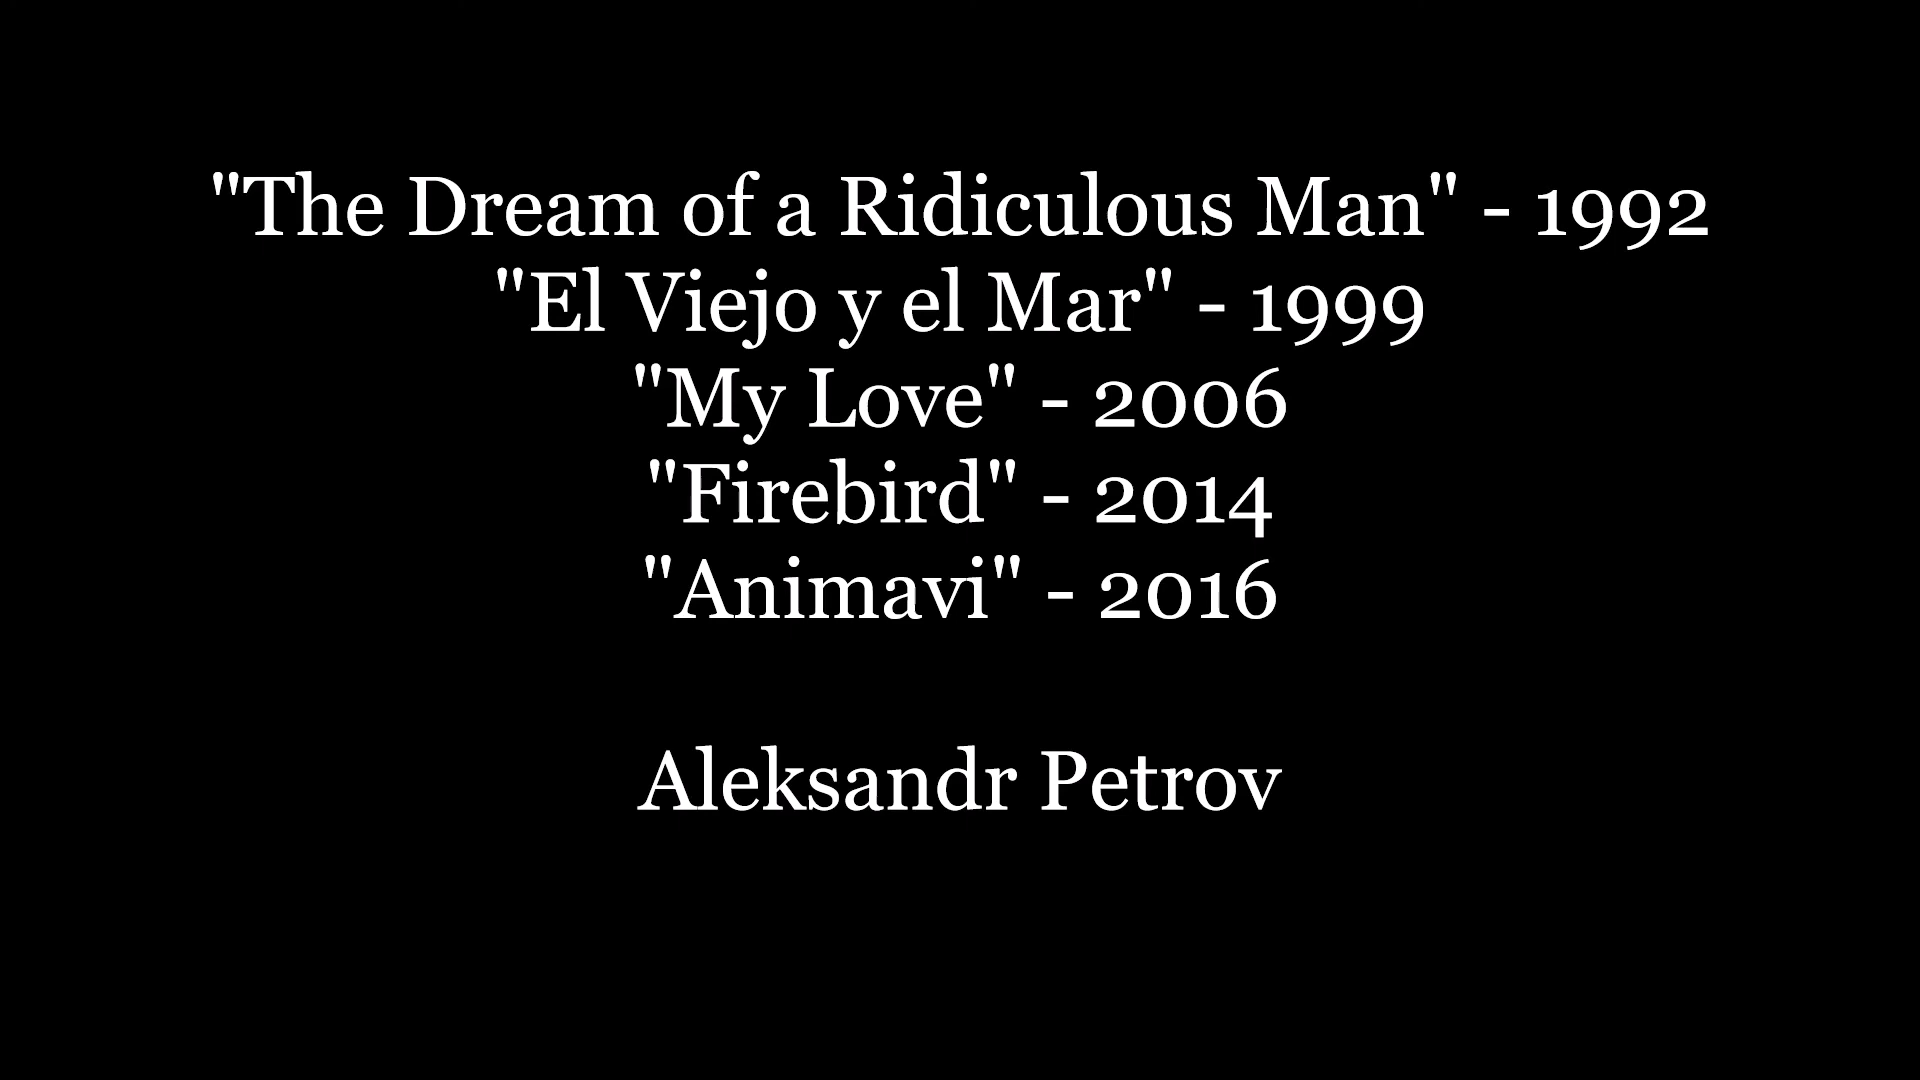 "The Dream of a Ridiculous Man" - 1992
"El Viejo y el Mar" - 1999
"My Love" - 2006
"Firebird" - 2014
"Animavi" - 2016
Aleksandr Petrov